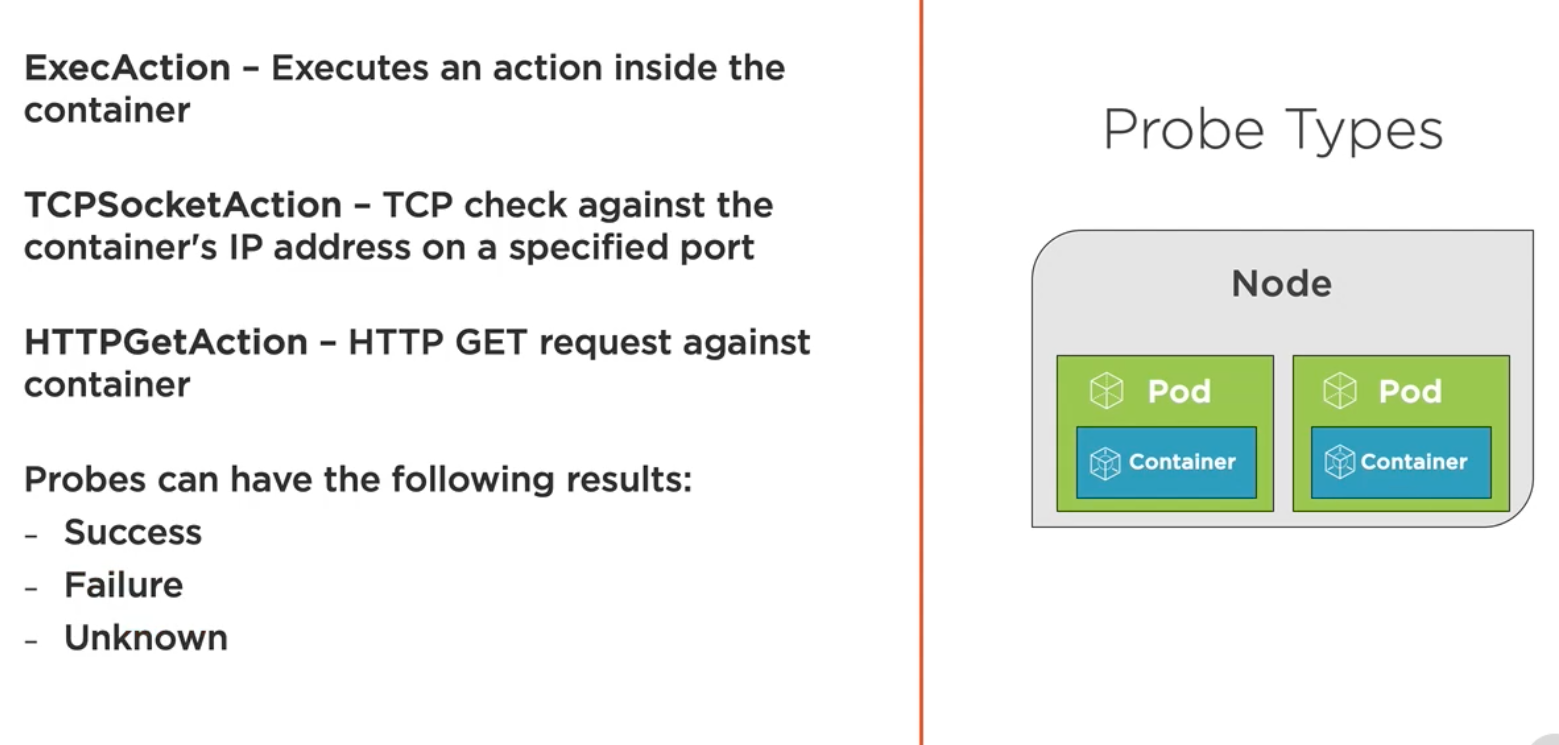 ExecAction – Executes an action inside the
container
TCPSocketAction – TCP check against the
container's IP address on a specified port
HTTPGetAction – HTTP GET request against
container
Probes can have the following results:
– Success
– Failure
– Unknown
Probe Types
Node
Pod
Container
Pod
Container